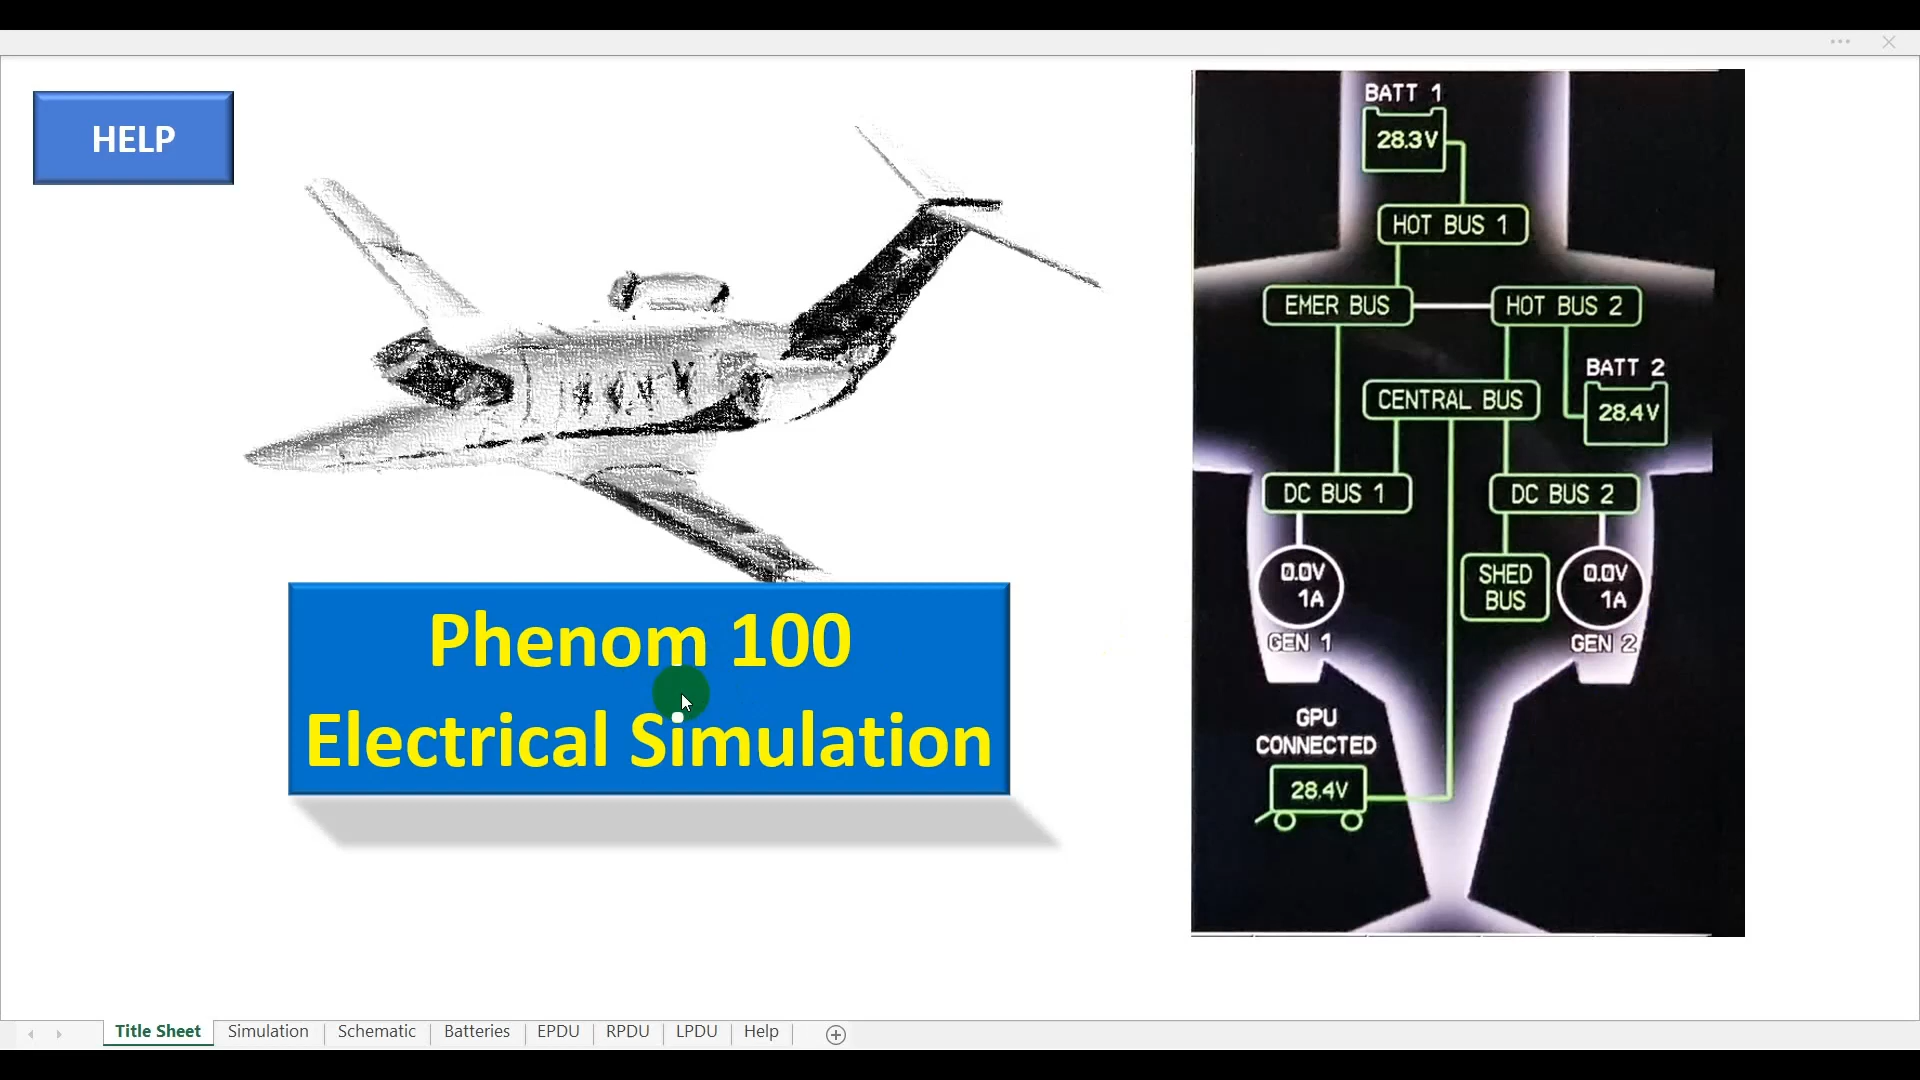 HELP
Phenom 100
Electrical Simulation
BATT 1
28.3V
HOT BUS 1
EMER BUS
HOT BUS 2
BATT 2
CENTRAL BUS
28.4V
DC BUS 1
DC BUS 2
0.0V
1A
GEN 1
SHED
BUS
0.0V
1A
GEN 2
GPU
CONNECTED
28.4V
Title Sheet
Simulation
Schematic
Batteries
EPDU
RPDU
LPDU
Help